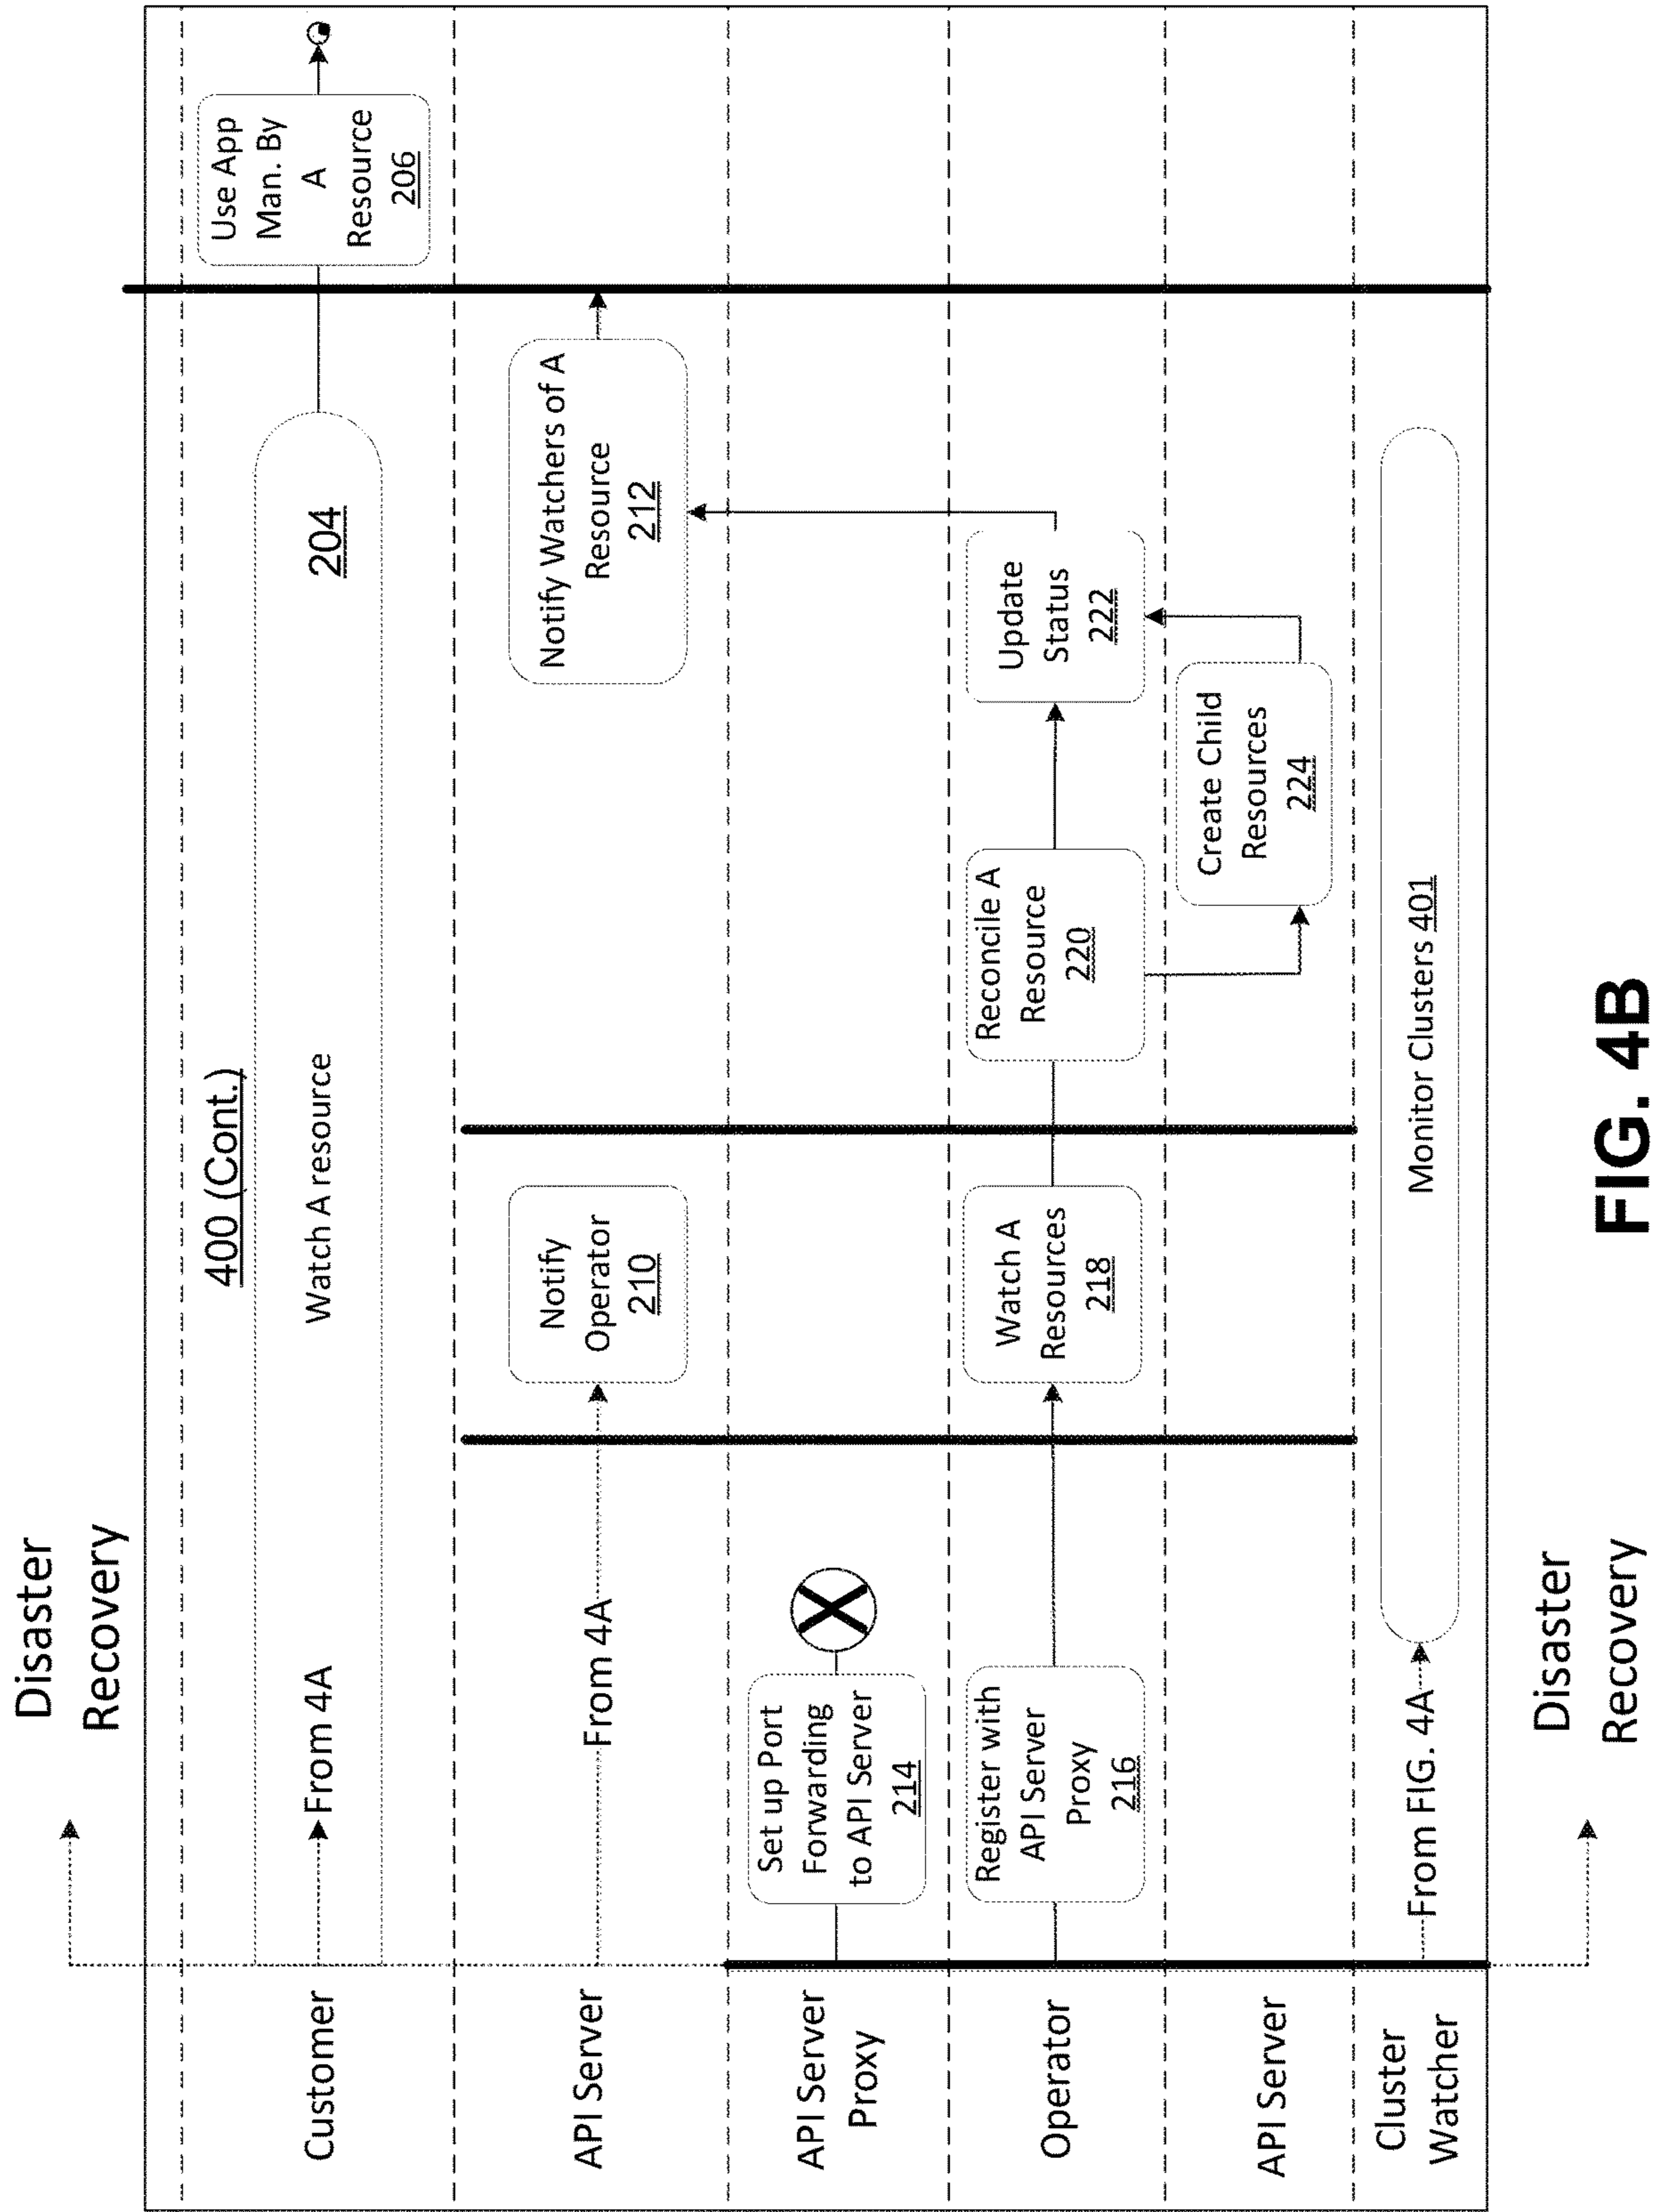 Disaster
Recovery
400 (Cont.)
Customer
From 4A
Watch A resource
204
Use App
Man. By
A
Resource
206
API Server
From 4A
Notify
Operator
210
Notify Watchers of A
Resource
212
API Server
Proxy
Set up Port
Forwarding
to API Server
214
Operator
Register with
API Server
Proxy
216
Watch A
Resources
218
Reconcile A
Resource
220
Update
Status
222
API Server
Create Child
Resources
224
Cluster
Watcher
From FIG. 4A
Monitor Clusters 401
Disaster
Recovery
FIG. 4B